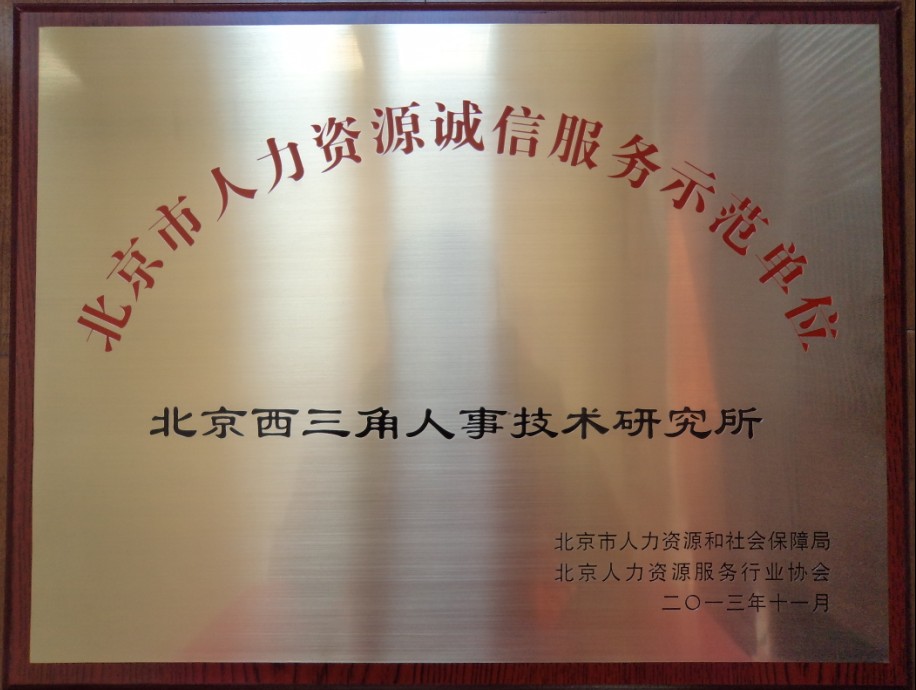 北京市人力资源诚信服务示范单位
北京西三角人事技术研究所
北京市人力资源和社会保障局
北京人力资源服务行业协会
二〇一三年十一月